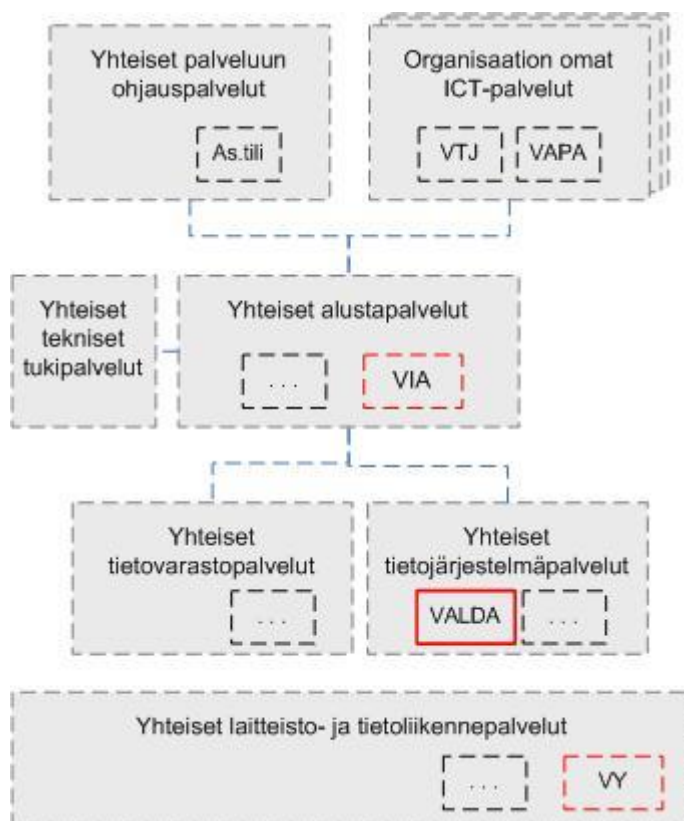 Yhteiset palveluun
ohjauspalvelut
As.tili
Organisaation omat
ICT-palvelut
VTJ
VAPA
Yhteiset
tekniset
tukipalvelut
Yhteiset alustapalvelut
. . .
VIA
Yhteiset
tietovarastopalvelut
. . .
Yhteiset
tietojärjestelmäpalvelut
VALDA
. . .
Yhteiset laitteisto- ja tietoliikennepalvelut
. . .
VY